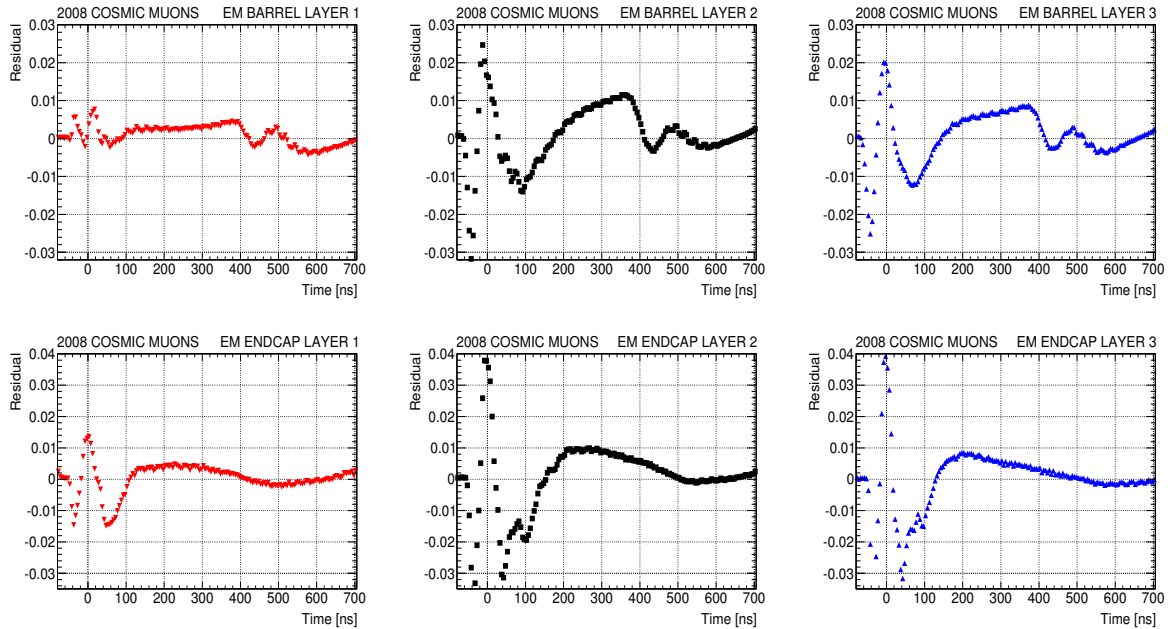 2008 COSMIC MUONS EM BARREL LAYER 1
Residual
0.03
0.02
0.01
0
-0.01
-0.02
-0.03
0 100 200 300 400 500 600 700
Time [ns]
2008 COSMIC MUONS EM BARREL LAYER 2
Residual
0.03
0.02
0.01
0
-0.01
-0.02
-0.03
0 100 200 300 400 500 600 700
Time [ns]
2008 COSMIC MUONS EM BARREL LAYER 3
Residual
0.03
0.02
0.01
0
-0.01
-0.02
-0.03
0 100 200 300 400 500 600 700
Time [ns]
2008 COSMIC MUONS EM ENDCAP LAYER 1
Residual
0.04
0.03
0.02
0.01
0
-0.01
-0.02
-0.03
0 100 200 300 400 500 600 700
Time [ns]
2008 COSMIC MUONS EM ENDCAP LAYER 2
Residual
0.04
0.03
0.02
0.01
0
-0.01
-0.02
-0.03
0 100 200 300 400 500 600 700
Time [ns]
2008 COSMIC MUONS EM ENDCAP LAYER 3
Residual
0.04
0.03
0.02
0.01
0
-0.01
-0.02
-0.03
0 100 200 300 400 500 600 700
Time [ns]